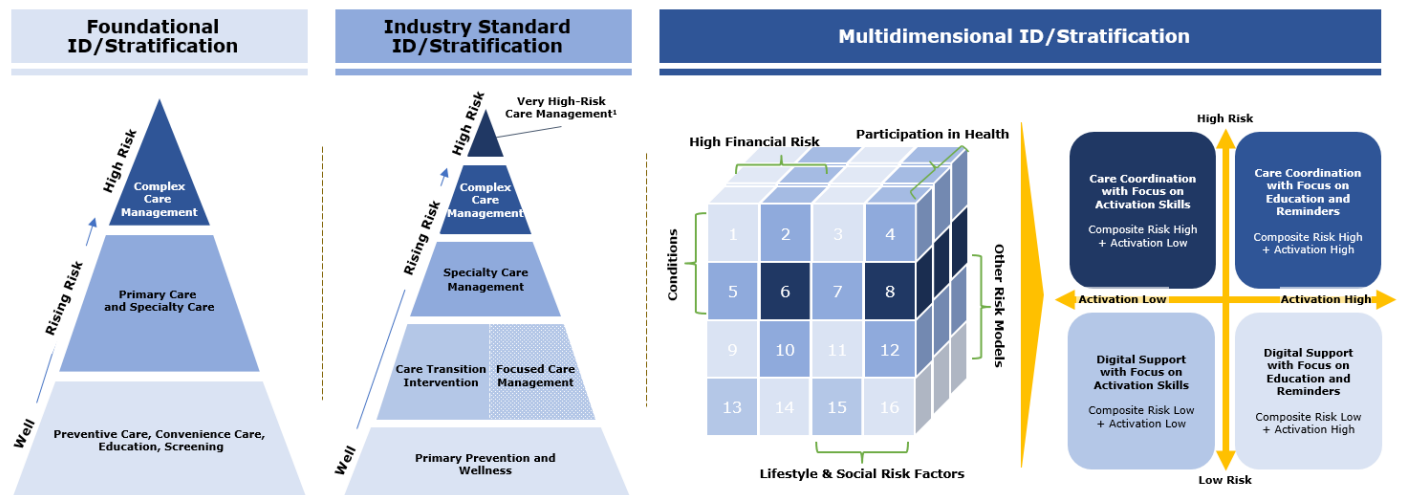 Foundational
ID/Stratification
High Risk
Rising Risk
Well
Complex
Care
Management
Primary Care
and Specialty Care
Preventive Care, Convenience Care,
Education, Screening
Industry Standard
ID/Stratification
Very High-Risk
Care Management¹
High Risk
Rising Risk
Well
Complex
Care
Management
Specialty Care
Management
Care Transition
Intervention
Focused Care
Management
Primary Prevention and
Wellness
Multidimensional ID/Stratification
High Financial Risk
Participation in Health
Conditions
Other Risk Models
1 2 3 4
5 6 7 8
9 10 11 12
13 14 15 16
Lifestyle & Social Risk Factors
High Risk
Care Coordination
with Focus on
Activation Skills
Composite Risk High
+ Activation Low
Care Coordination
with Focus on
Education and
Reminders
Composite Risk High
+ Activation High
Activation Low
Activation High
Digital Support
with Focus on
Activation Skills
Composite Risk Low
+ Activation Low
Digital Support
with Focus on
Education and
Reminders
Composite Risk Low
+ Activation High
Low Risk